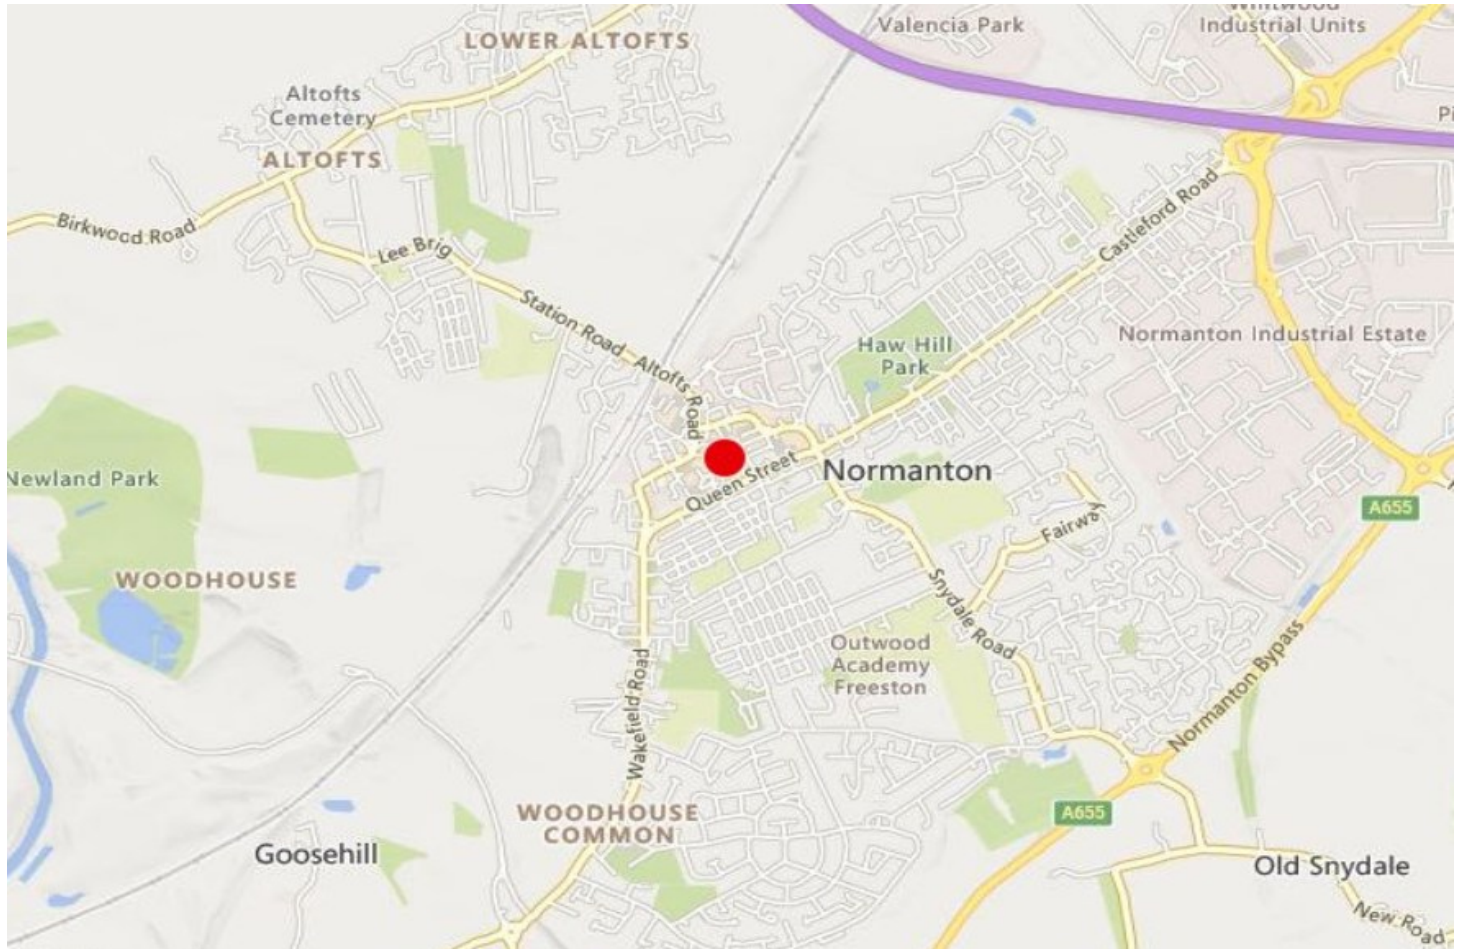 Valencia Park
Whitwood
Industrial Units
LOWER ALTOFTS
Altofts
Cemetery
ALTOFTS
Birkwood Road
Lee Brig
Castleford Road
Station Road
Altofts Road
Haw Hill
Park
Normanton Industrial Estate
Newland Park
Queen Street
Normanton
A655
Fairway
WOODHOUSE
Snydale Road
Outwood
Academy
Freeston
Normanton Bypass
Wakefield Road
WOODHOUSE
COMMON
A655
Goosehill
Old Snydale
New Road